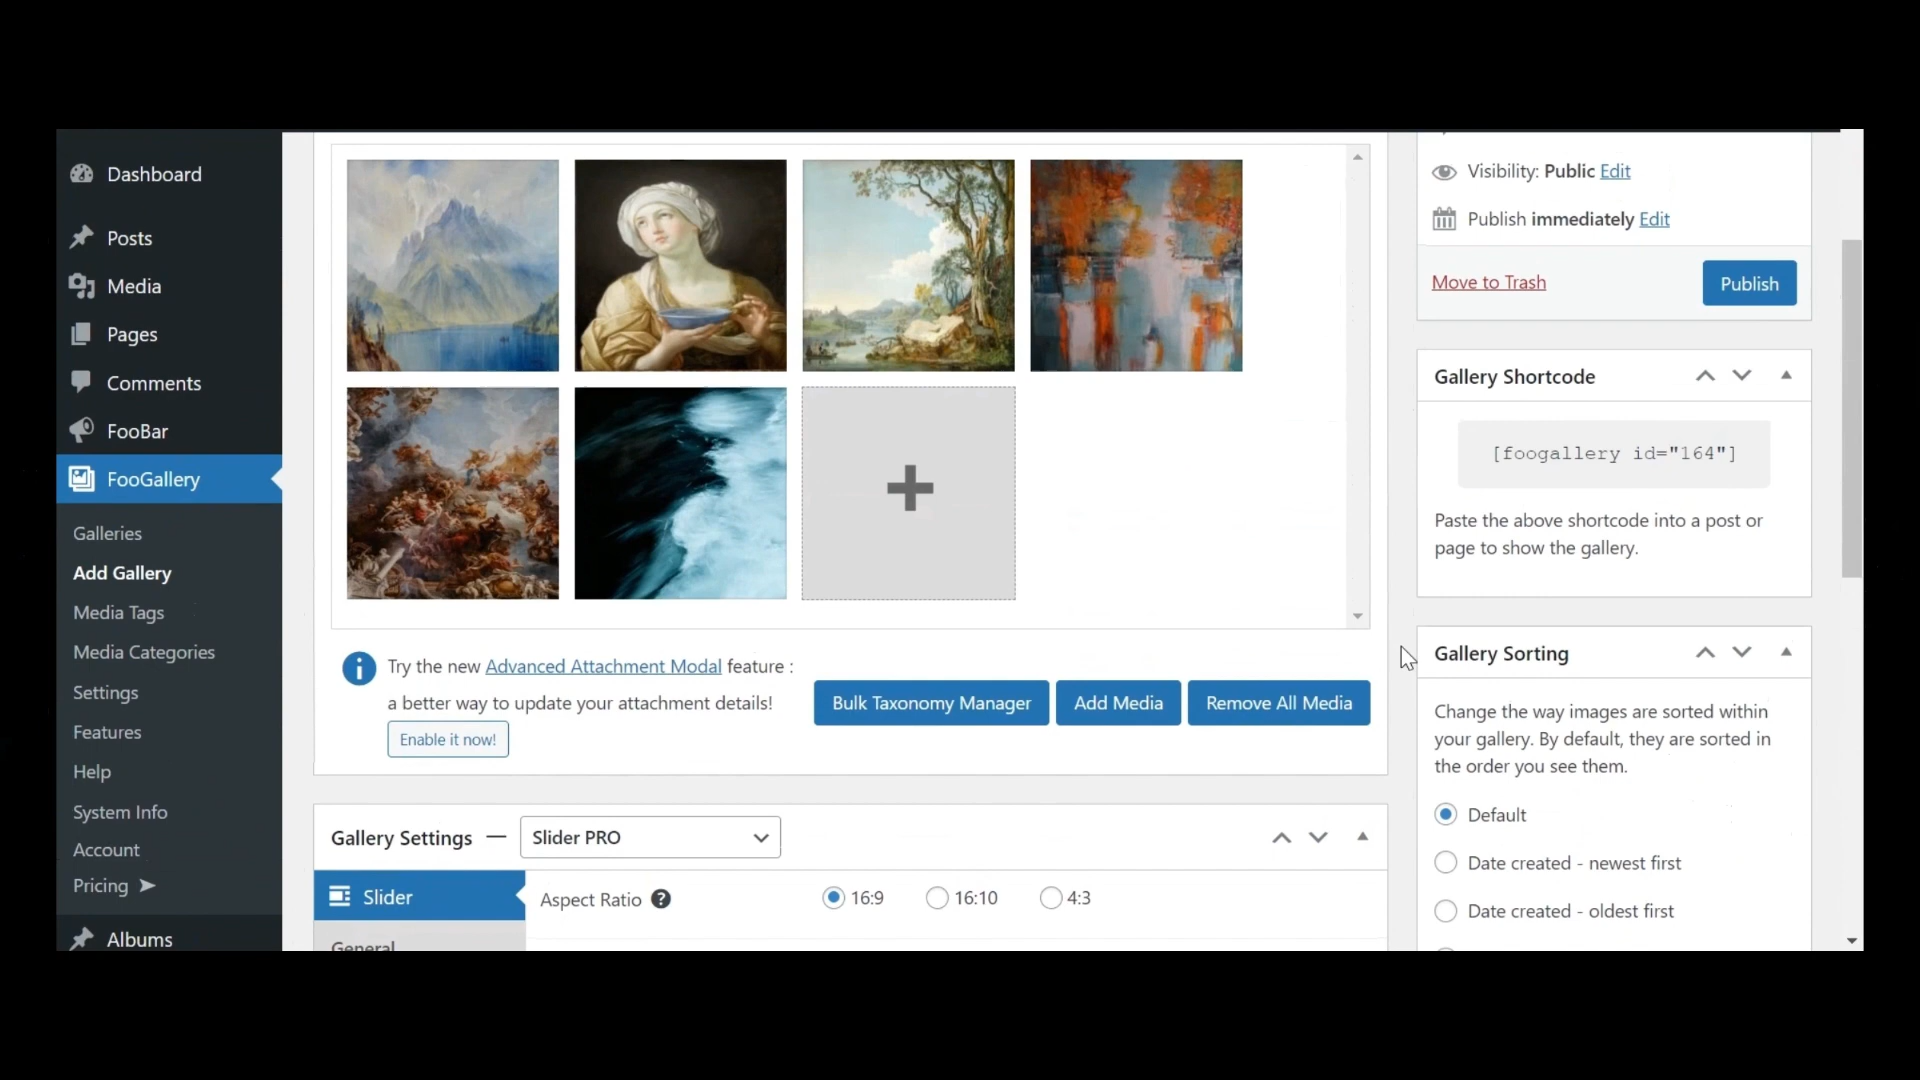 Dashboard
Posts
Media
Pages
Comments
FooBar
FooGallery
Galleries
Add Gallery
Media Tags
Media Categories
Settings
Features
Help
System Info
Account
Pricing ➤
Albums
Try the new Advanced Attachment Modal feature :
a better way to update your attachment details!
Enable it now!
Bulk Taxonomy Manager
Add Media
Remove All Media
Gallery Settings — Slider PRO
Slider
General
Aspect Ratio ?
16:9
16:10
4:3
Visibility: Public Edit
Publish immediately Edit
Move to Trash
Publish
Gallery Shortcode
[foogallery id="164"]
Paste the above shortcode into a post or
page to show the gallery.
Gallery Sorting
Change the way images are sorted within
your gallery. By default, they are sorted in
the order you see them.
Default
Date created - newest first
Date created - oldest first